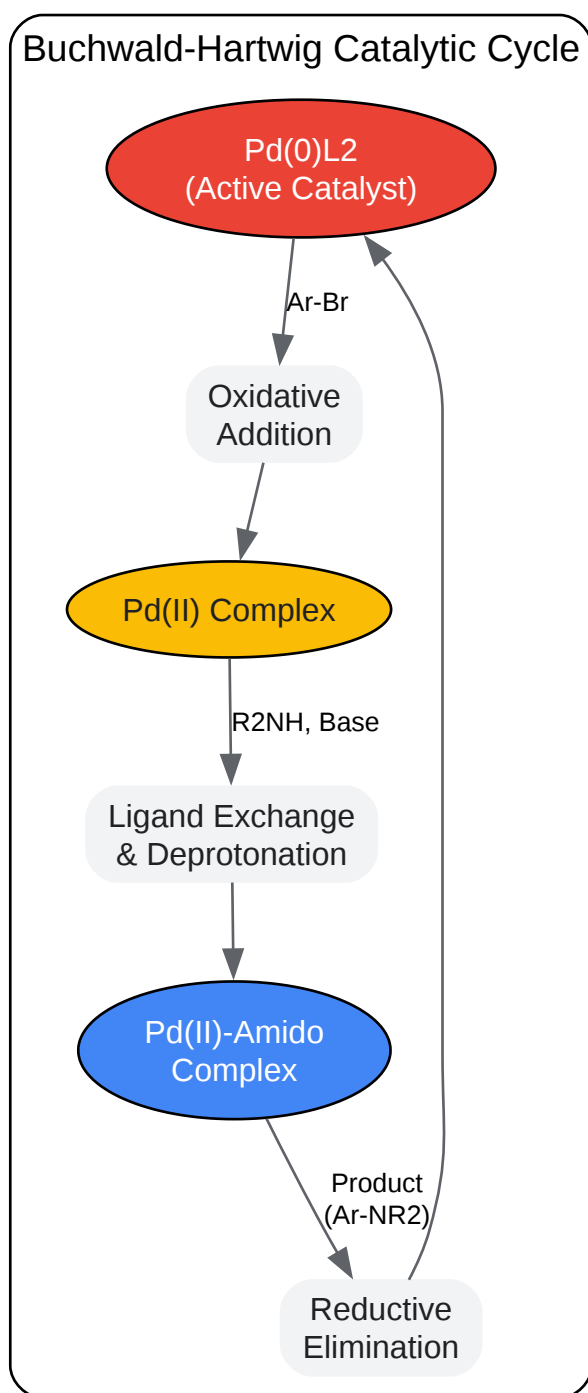 Buchwald-Hartwig Catalytic Cycle
Pd(0)L2
(Active Catalyst)
Ar-Br
Oxidative
Addition
Pd(II) Complex
R2NH, Base
Ligand Exchange
& Deprotonation
Pd(II)-Amido
Complex
Product
(Ar-NR2)
Reductive
Elimination